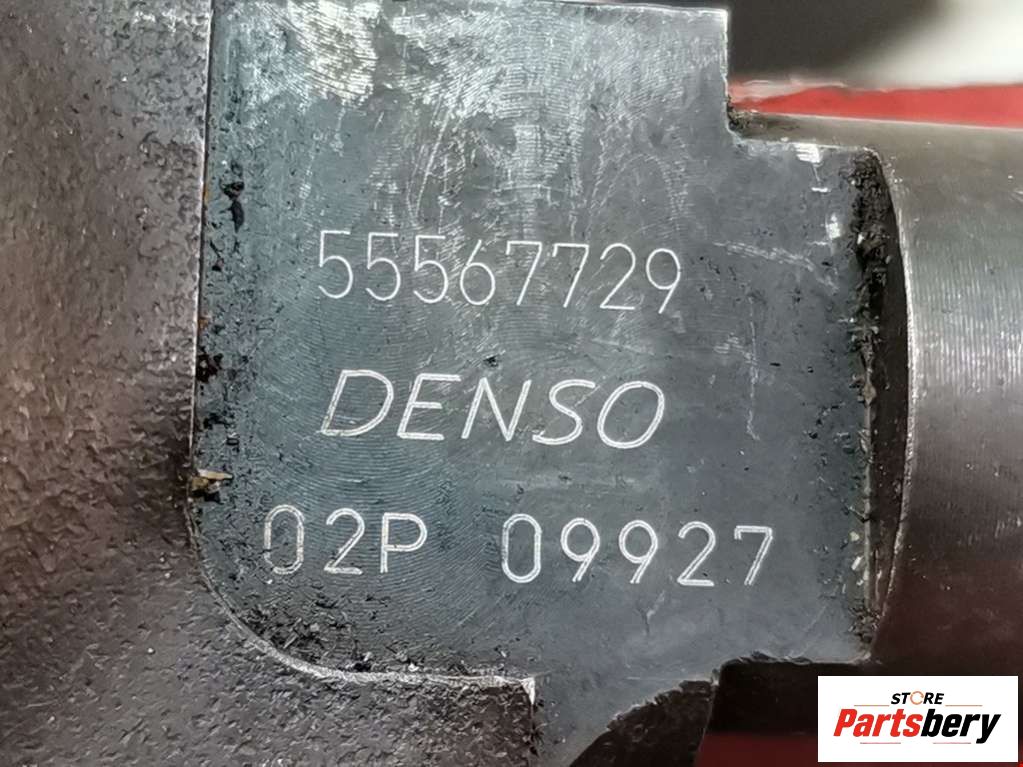 55567729
DENSO
02P 09927
STORE
Partsbery